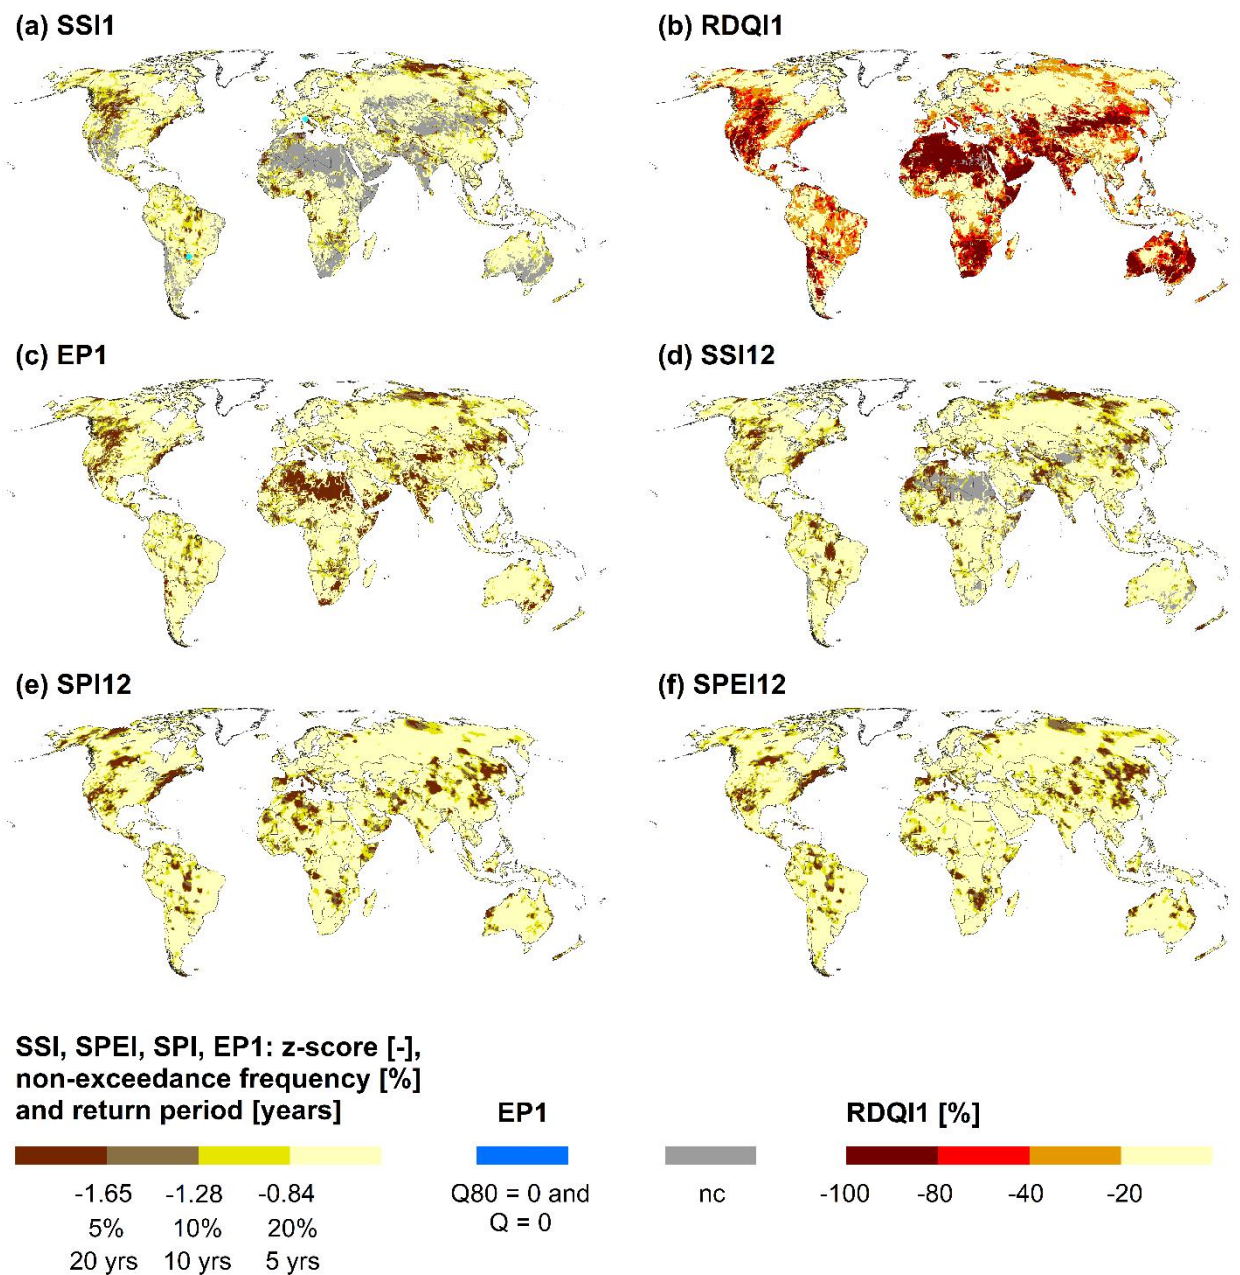 (a) SSI1
(b) RDQI1
(c) EP1
(d) SSI12
(e) SPI12
(f) SPEI12
SSI, SPEI, SPI, EP1: z-score [-],
non-exceedance frequency [%]
and return period [years]
EP1
RDQI1 [%]
-1.65 -1.28 -0.84
5% 10% 20%
20 yrs 10 yrs 5 yrs
Q80 = 0 and
Q = 0
nc
-100 -80 -40 -20